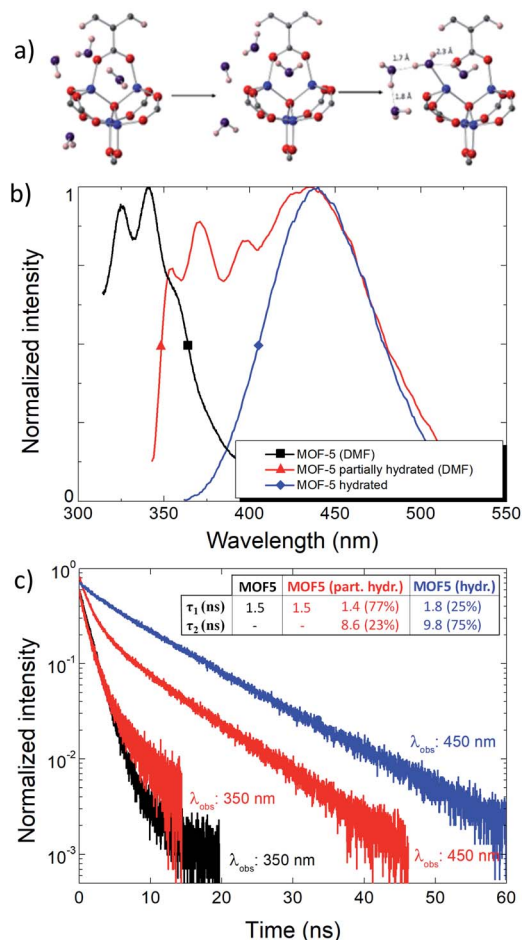 a)
1.7 Å
2.3 Å
1.8 Å
b)
1
Normalized intensity
0
MOF-5 (DMF)
MOF-5 partially hydrated (DMF)
MOF-5 hydrated
300 350 400 450 500 550
Wavelength (nm)
c)
10⁰
MOF5 MOF5 (part. hydr.) MOF5 (hydr.)
τ₁ (ns) 1.5 1.5 1.4 (77%) 1.8 (25%)
τ₂ (ns) - - 8.6 (23%) 9.8 (75%)
10⁻¹
Normalized intensity
10⁻²
λobs: 450 nm
λobs: 350 nm
10⁻³
λobs: 350 nm
λobs: 450 nm
0 10 20 30 40 50 60
Time (ns)